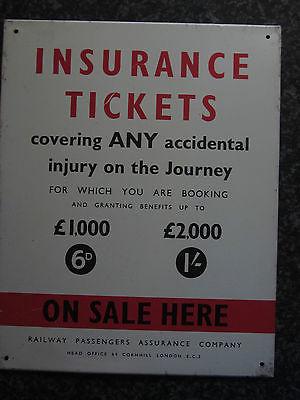 INSURANCE
TICKETS
covering ANY accidental
injury on the Journey
FOR WHICH YOU ARE BOOKING
AND GRANTING BENEFITS UP TO
£1,000 £2,000
6D 1/-
ON SALE HERE
RAILWAY PASSENGERS ASSURANCE COMPANY
HEAD OFFICE 64 CORNHILL LONDON E.C.3